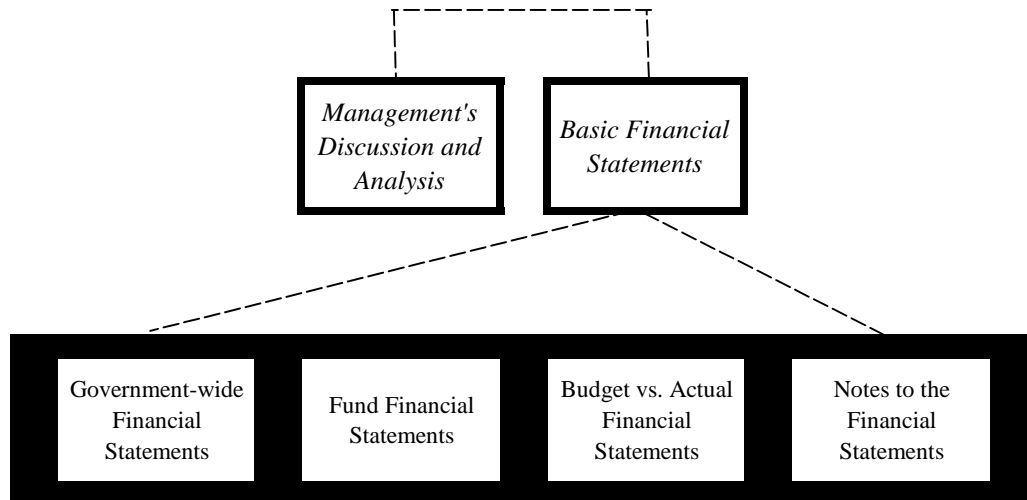 Management's
Discussion and
Analysis
Basic Financial
Statements
Government-wide
Financial
Statements
Fund Financial
Statements
Budget vs. Actual
Financial
Statements
Notes to the
Financial
Statements